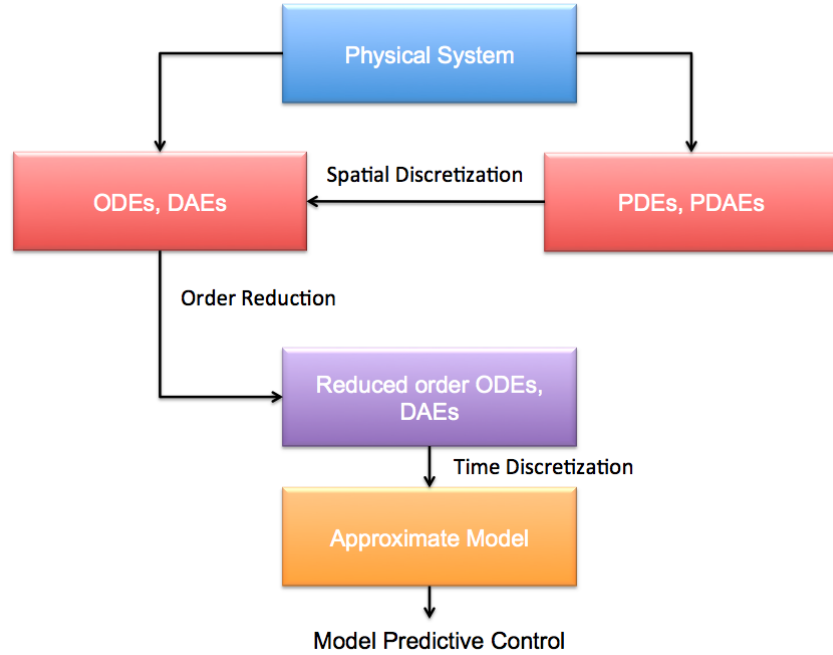 Physical System
Spatial Discretization
ODEs, DAEs
PDEs, PDAEs
Order Reduction
Reduced order ODEs,
DAEs
Time Discretization
Approximate Model
Model Predictive Control